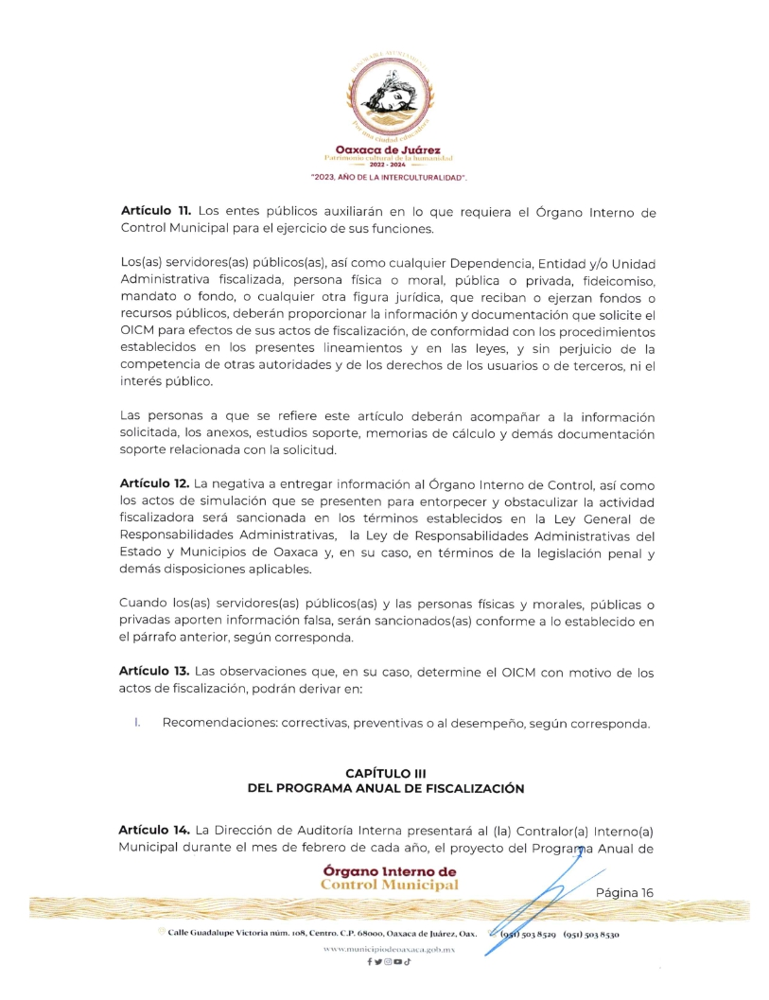 HONORABLE AYUNTAMIENTO
Por una ciudad educadora
Oaxaca de Juárez
Patrimonio cultural de la humanidad
2022 - 2024
"2023, AÑO DE LA INTERCULTURALIDAD".
Artículo 11. Los entes públicos auxiliarán en lo que requiera el Órgano Interno de
Control Municipal para el ejercicio de sus funciones.
Los(as) servidores(as) públicos(as), así como cualquier Dependencia, Entidad y/o Unidad
Administrativa fiscalizada, persona física o moral, pública o privada, fideicomiso,
mandato o fondo, o cualquier otra figura jurídica, que reciban o ejerzan fondos o
recursos públicos, deberán proporcionar la información y documentación que solicite el
OICM para efectos de sus actos de fiscalización, de conformidad con los procedimientos
establecidos en los presentes lineamientos y en las leyes, y sin perjuicio de la
competencia de otras autoridades y de los derechos de los usuarios o de terceros, ni el
interés público.
Las personas a que se refiere este artículo deberán acompañar a la información
solicitada, los anexos, estudios soporte, memorias de cálculo y demás documentación
soporte relacionada con la solicitud.
Artículo 12. La negativa a entregar información al Órgano Interno de Control, así como
los actos de simulación que se presenten para entorpecer y obstaculizar la actividad
fiscalizadora será sancionada en los términos establecidos en la Ley General de
Responsabilidades Administrativas, la Ley de Responsabilidades Administrativas del
Estado y Municipios de Oaxaca y, en su caso, en términos de la legislación penal y
demás disposiciones aplicables.
Cuando los(as) servidores(as) públicos(as) y las personas físicas y morales, públicas o
privadas aporten información falsa, serán sancionados(as) conforme a lo establecido en
el párrafo anterior, según corresponda.
Artículo 13. Las observaciones que, en su caso, determine el OICM con motivo de los
actos de fiscalización, podrán derivar en:
I. Recomendaciones: correctivas, preventivas o al desempeño, según corresponda.
CAPÍTULO III
DEL PROGRAMA ANUAL DE FISCALIZACIÓN
Artículo 14. La Dirección de Auditoría Interna presentará al (la) Contralor(a) Interno(a)
Municipal durante el mes de febrero de cada año, el proyecto del Programa Anual de
Órgano Interno de
Control Municipal
Página 16
Calle Guadalupe Victoria núm. 108, Centro. C.P. 68000, Oaxaca de Juárez, Oax. (951) 503 8529 (951) 503 8530
www.municipiodeoaxaca.gob.mx